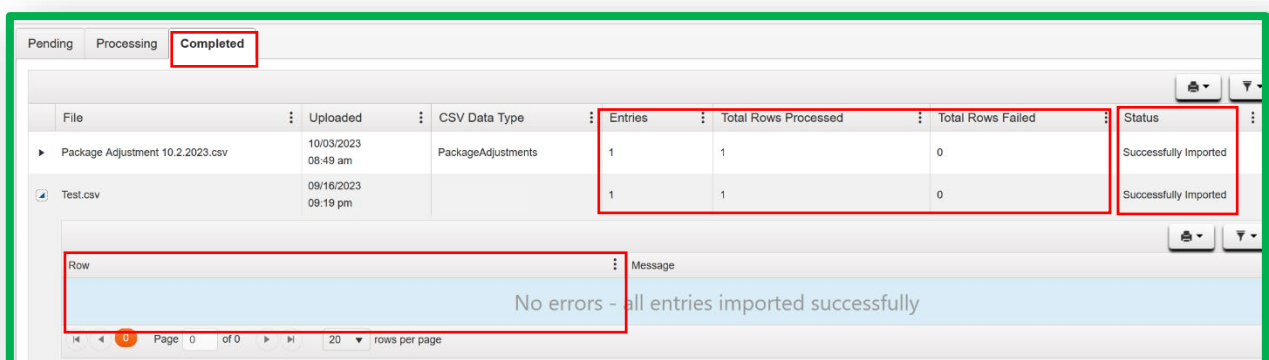 Pending Processing Completed
File Uploaded CSV Data Type Entries Total Rows Processed Total Rows Failed Status
Package Adjustment 10.2.2023.csv 10/03/2023 08:49 am PackageAdjustments 1 1 0 Successfully Imported
Test.csv 09/16/2023 09:19 pm 1 1 0 Successfully Imported
Row Message
No errors - all entries imported successfully
0 Page 0 of 0 20 rows per page